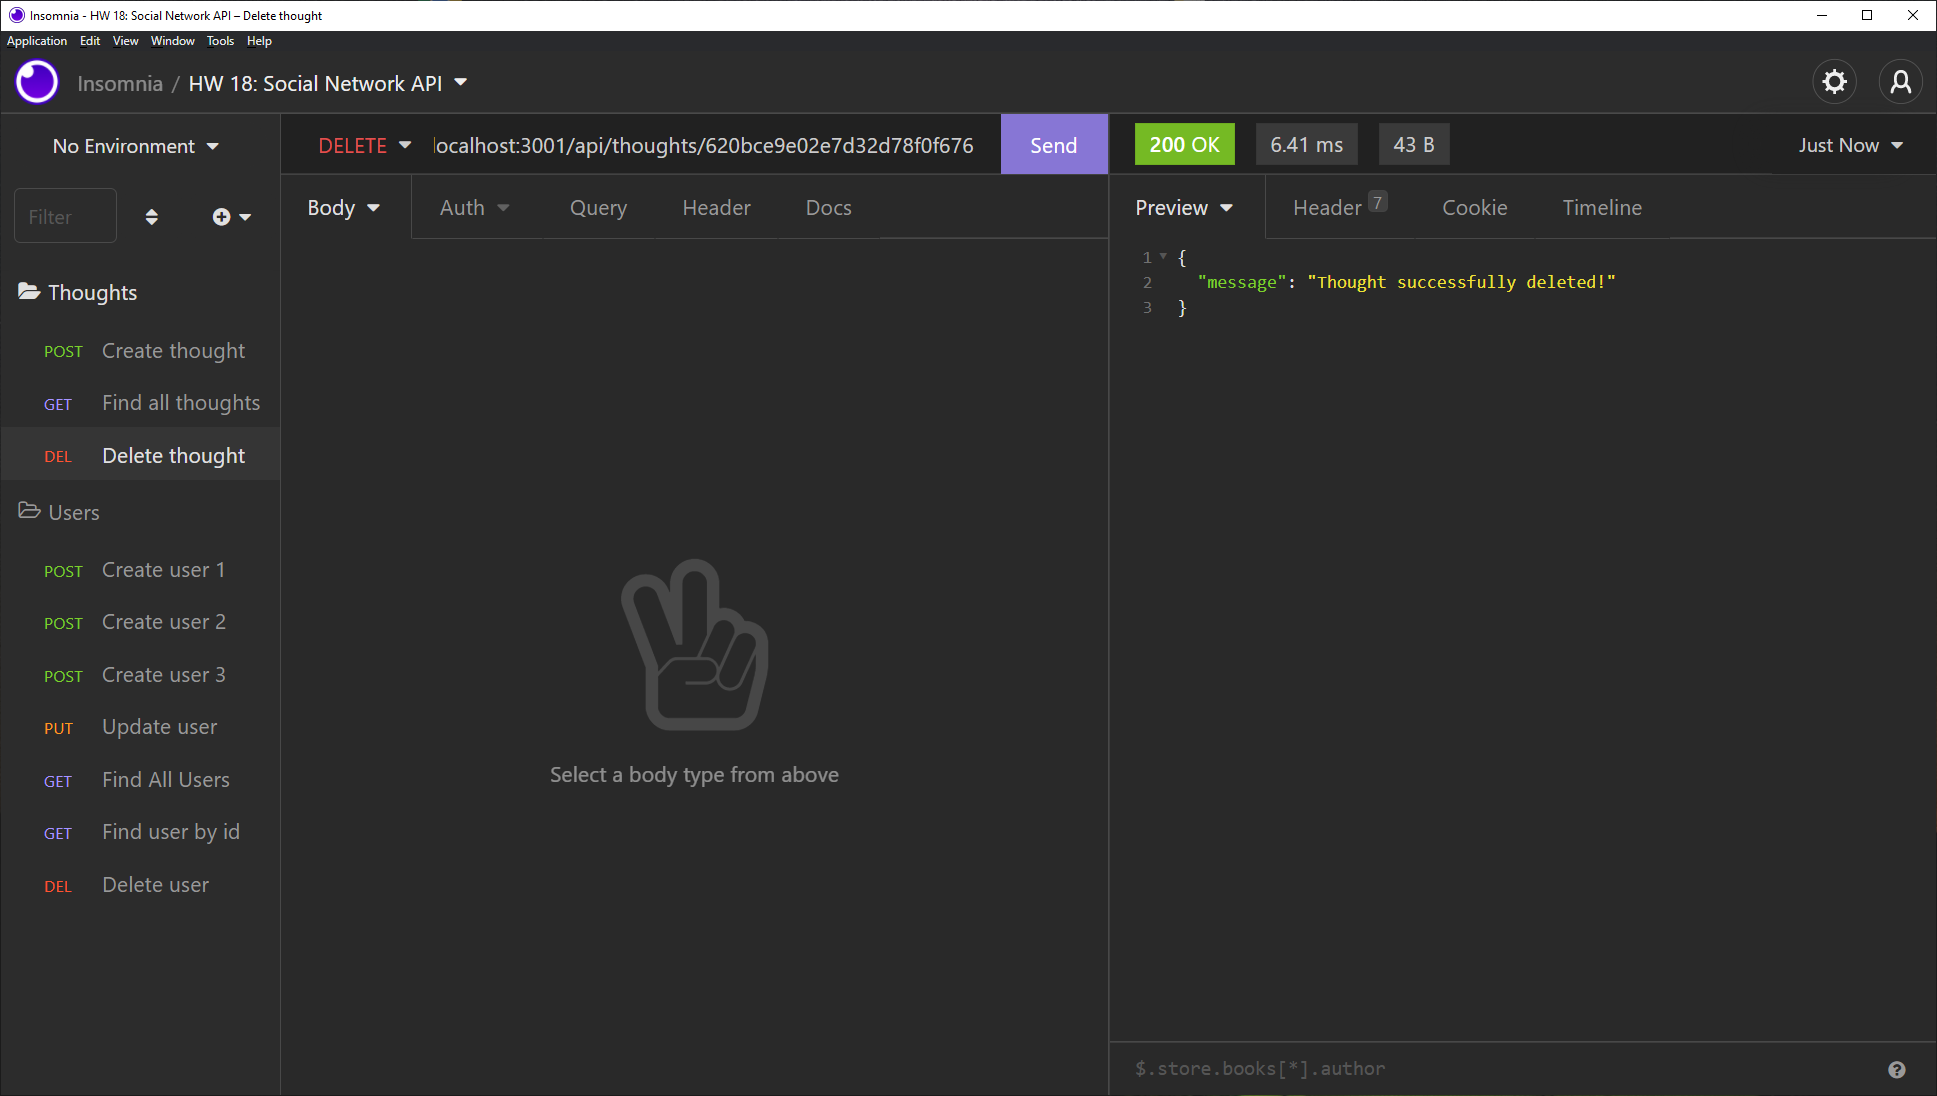 Insomnia - HW 18: Social Network API – Delete thought
Application Edit View Window Tools Help
Insomnia / HW 18: Social Network API
No Environment
DELETE localhost:3001/api/thoughts/620bce9e02e7d32d78f0f676 Send
200 OK 6.41 ms 43 B Just Now
Filter
Body Auth Query Header Docs
Preview Header 7 Cookie Timeline
1 {
2 "message": "Thought successfully deleted!"
3 }
Thoughts
POST Create thought
GET Find all thoughts
DEL Delete thought
Users
POST Create user 1
POST Create user 2
POST Create user 3
PUT Update user
GET Find All Users
GET Find user by id
DEL Delete user
Select a body type from above
$.store.books[*].author